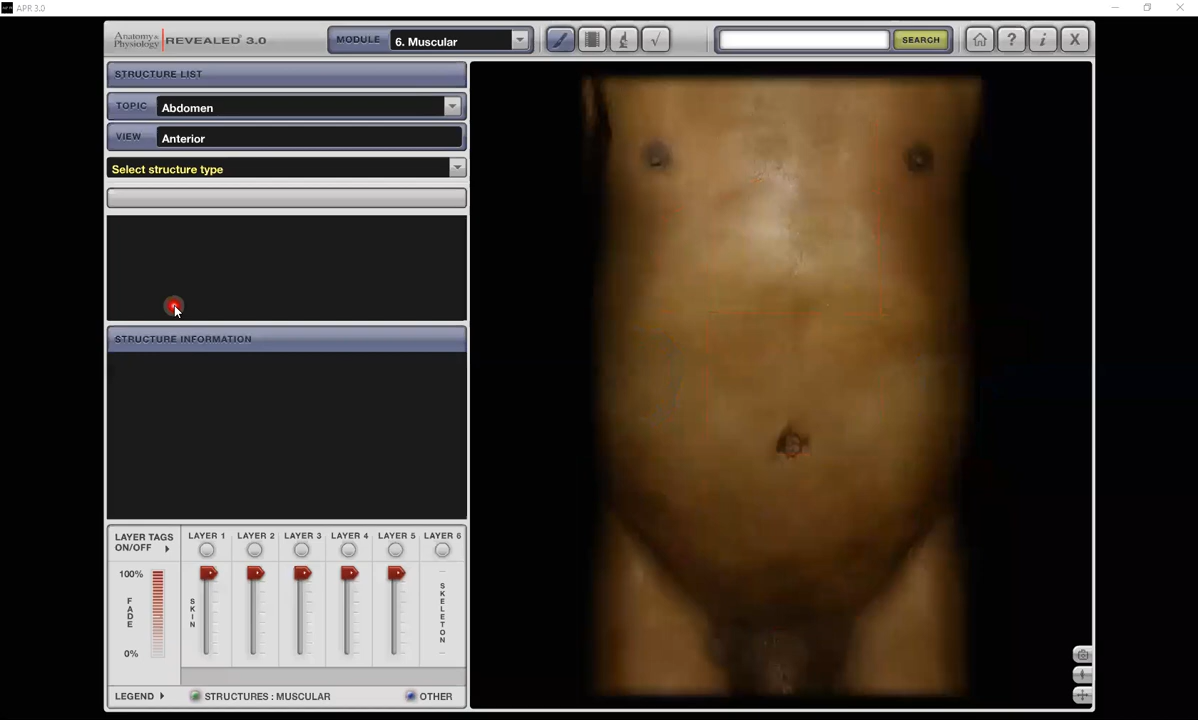 APR 3.0
Anatomy & Physiology REVEALED® 3.0
MODULE 6. Muscular
SEARCH
? i X
STRUCTURE LIST
TOPIC Abdomen
VIEW Anterior
Select structure type
STRUCTURE INFORMATION
LAYER TAGS ON/OFF
LAYER 1 LAYER 2 LAYER 3 LAYER 4 LAYER 5 LAYER 6
100%
FADE
0%
SKIN
SKELETON
LEGEND STRUCTURES : MUSCULAR OTHER